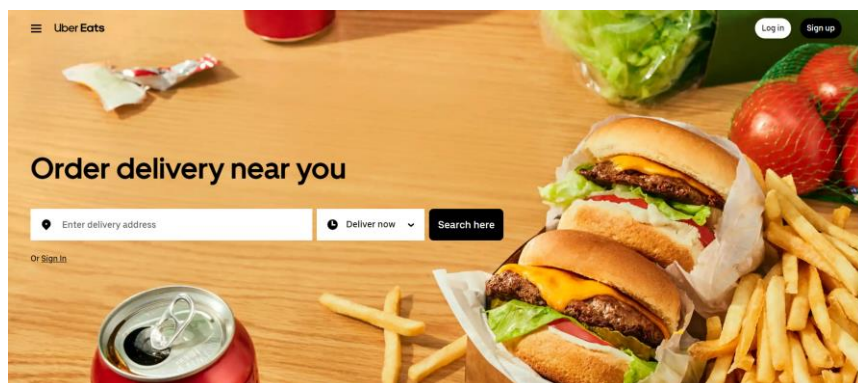 Uber Eats
Log in
Sign up
Order delivery near you
Enter delivery address
Deliver now
Search here
Or Sign In